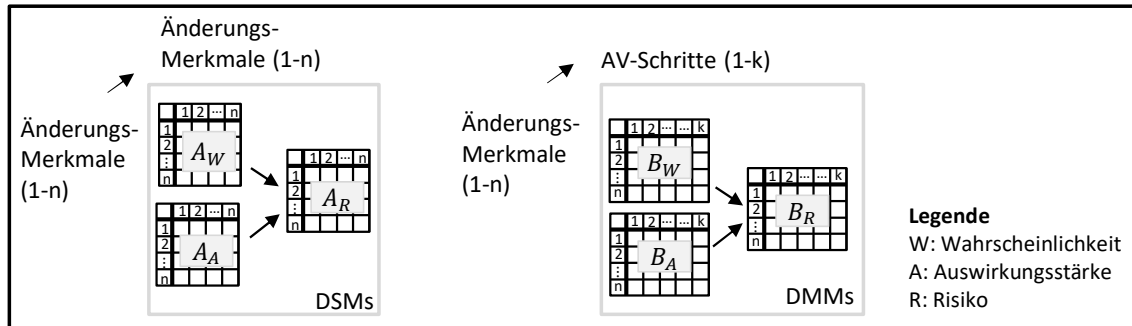 Änderungs-
Merkmale (1-n)
Änderungs-
Merkmale
(1-n)
1 2 ... n
1
2
⋮
n
A_W
1 2 ... n
1
2
⋮
n
A_A
1 2 ... n
1
2
⋮
n
A_R
DSMs
AV-Schritte (1-k)
Änderungs-
Merkmale
(1-n)
1 2 ... ... k
1
2
⋮
n
B_W
1 2 ... ... k
1
2
⋮
n
B_A
1 2 ... ... k
1
2
⋮
n
B_R
DMMs
Legende
W: Wahrscheinlichkeit
A: Auswirkungsstärke
R: Risiko